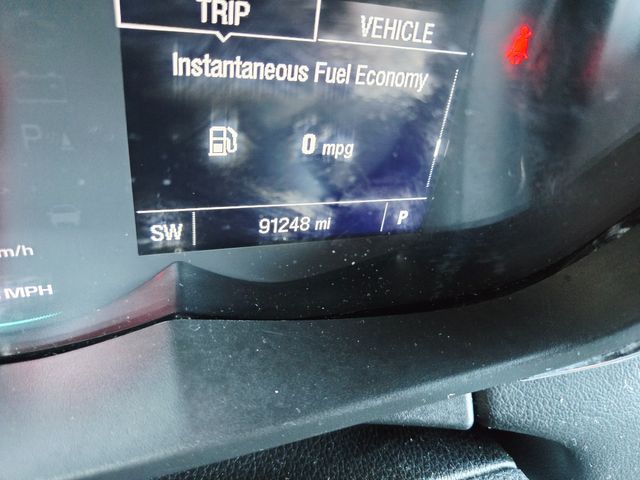 TRIP VEHICLE
Instantaneous Fuel Economy
0 mpg
SW 91248 mi P
m/h
MPH